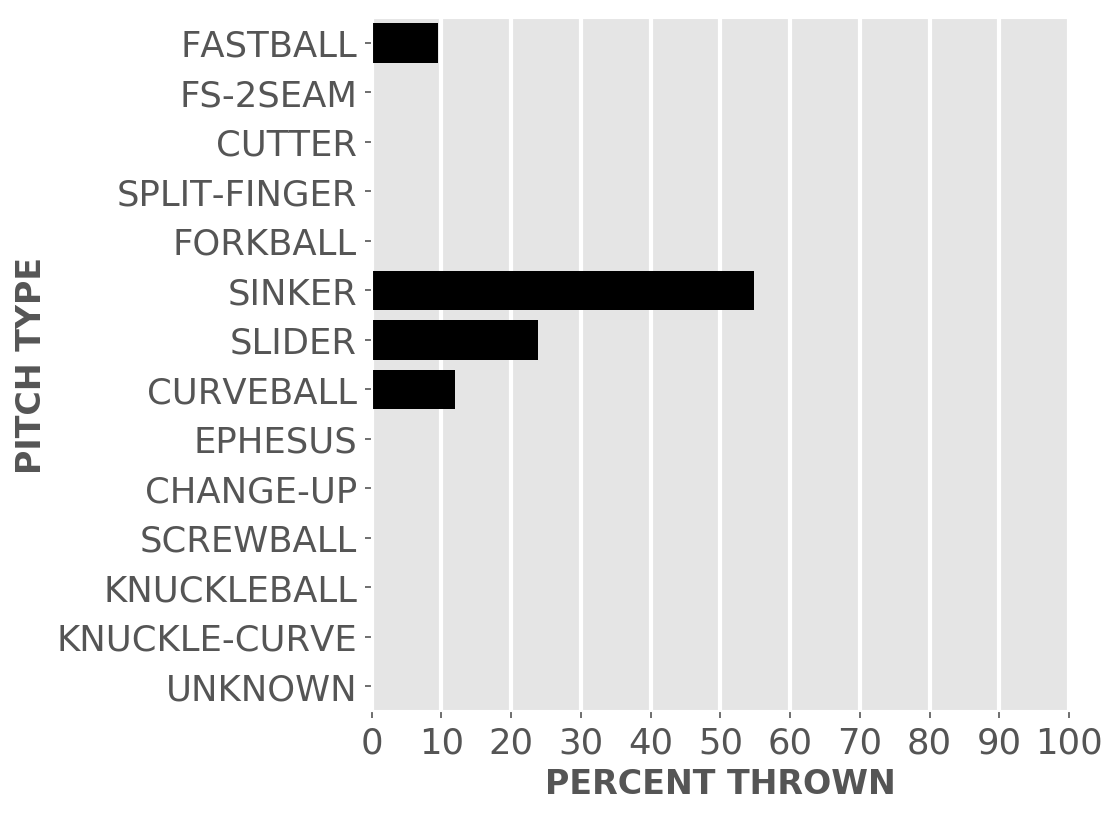 FASTBALL
FS-2SEAM
CUTTER
SPLIT-FINGER
FORKBALL
SINKER
SLIDER
CURVEBALL
EPHESUS
CHANGE-UP
SCREWBALL
KNUCKLEBALL
KNUCKLE-CURVE
UNKNOWN
PITCH TYPE
0 10 20 30 40 50 60 70 80 90 100
PERCENT THROWN